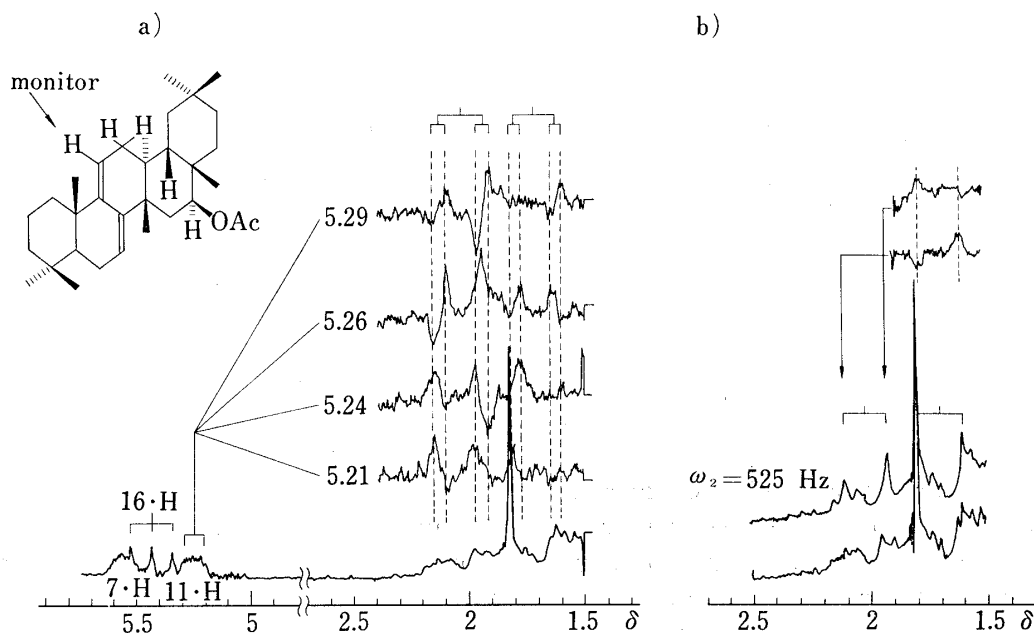 a)
b)
monitor
H
H
H
H
H
OAc
5.29
5.26
5.24
5.21
16·H
7·H
11·H
ω₂=525 Hz
5.5
5
2.5
2
1.5
δ
2.5
2
1.5
δ